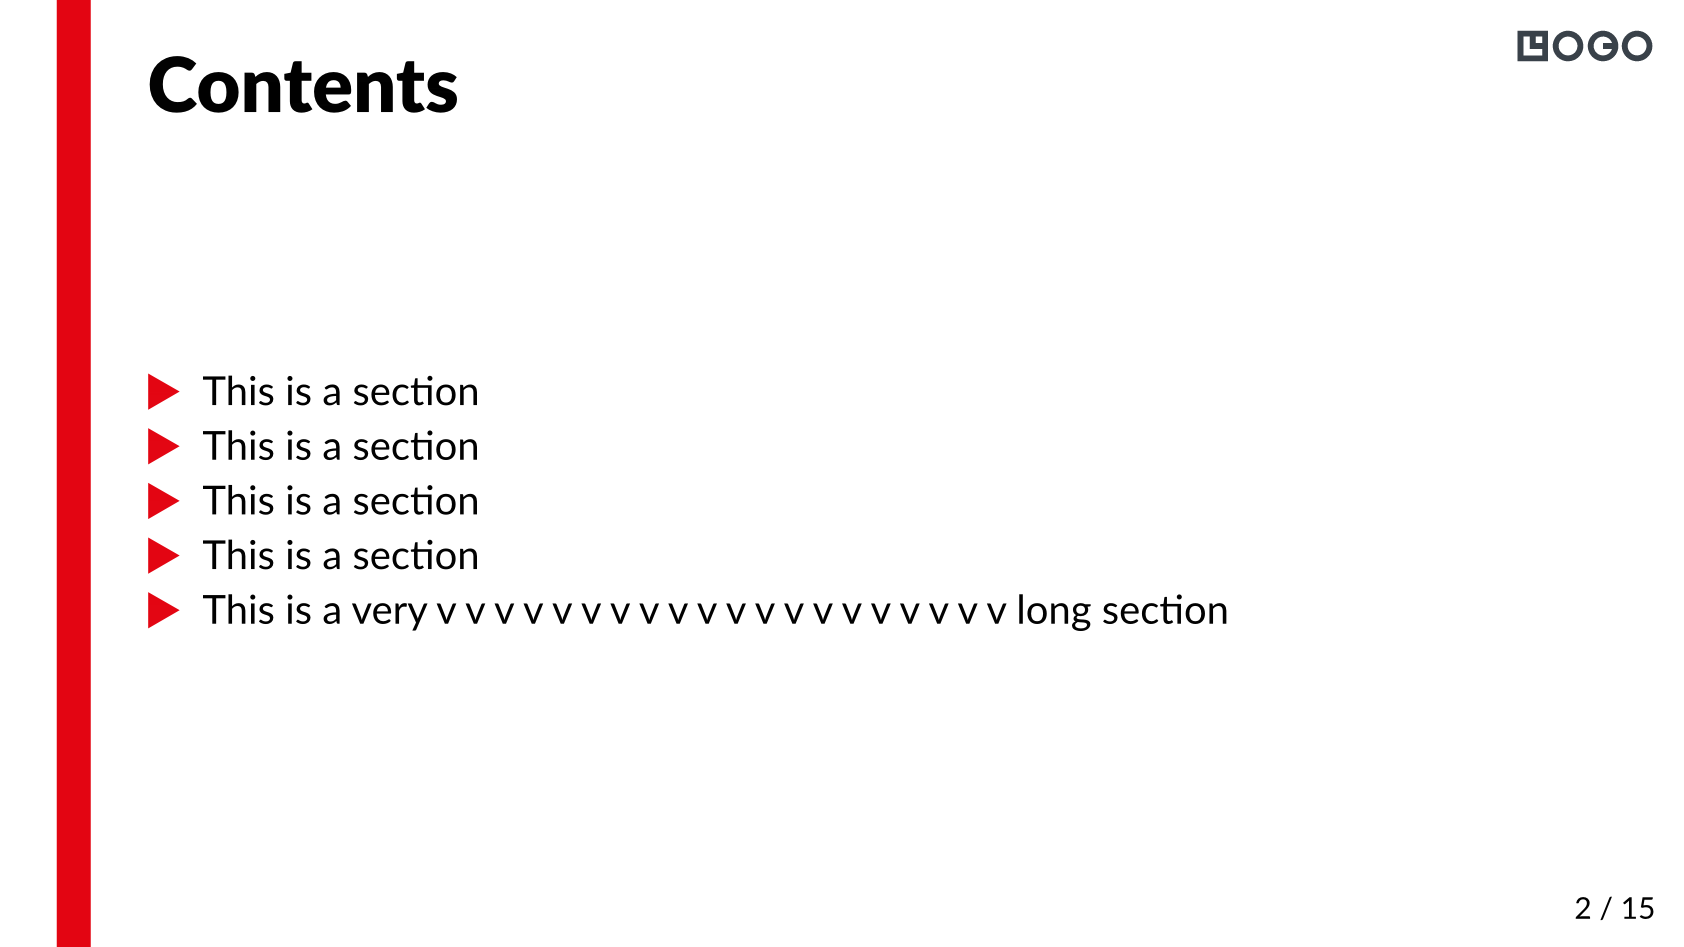 LOGO
Contents
This is a section
This is a section
This is a section
This is a section
This is a very v v v v v v v v v v v v v v v v v v v v long section
2 / 15